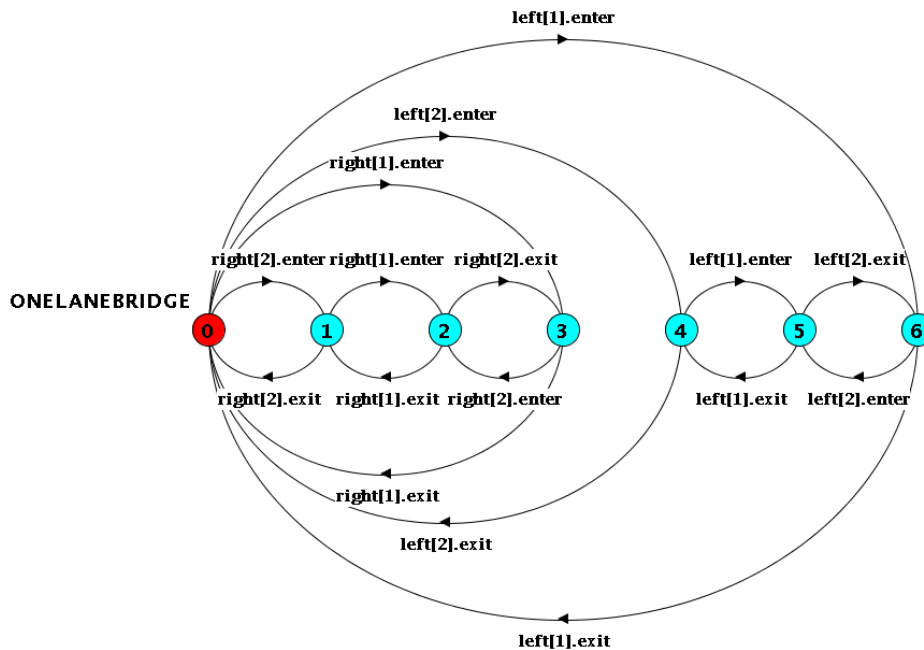 left[1].enter
left[2].enter
right[1].enter
right[2].enter right[1].enter right[2].exit left[1].enter left[2].exit
ONELANEBRIDGE
0 1 2 3 4 5 6
right[2].exit right[1].exit right[2].enter left[1].exit left[2].enter
right[1].exit
left[2].exit
left[1].exit